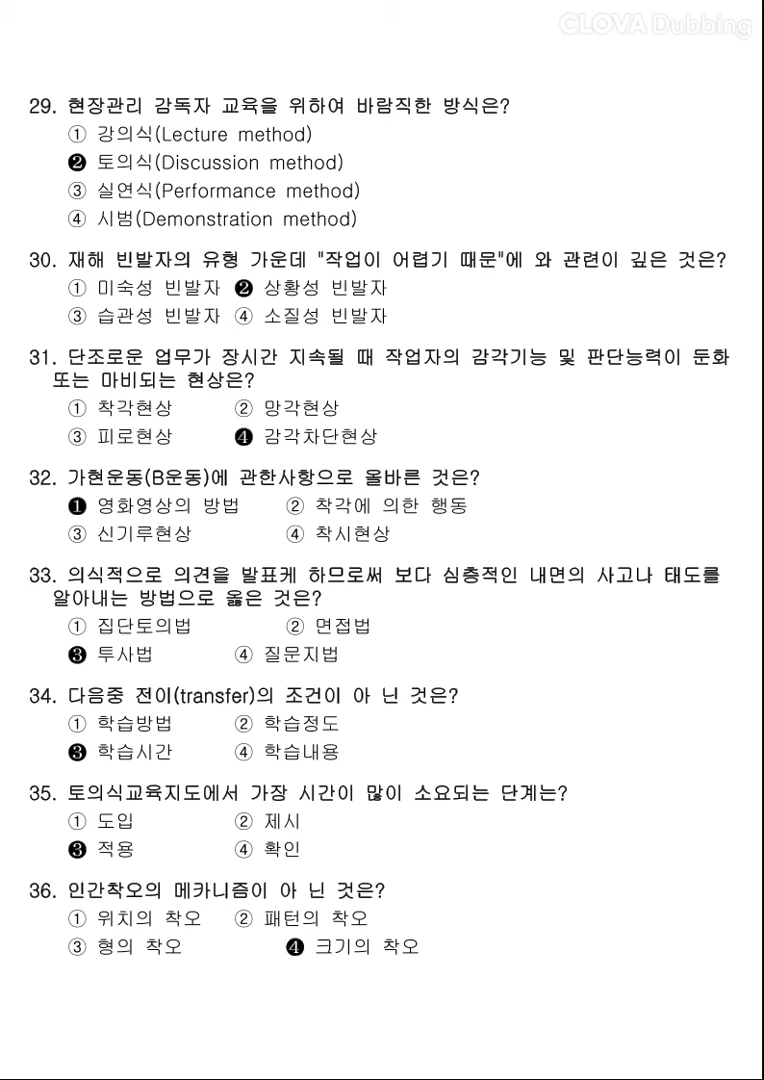 CLOVA Dubbing
29. 현장관리 감독자 교육을 위하여 바람직한 방식은?
① 강의식(Lecture method)
❷ 토의식(Discussion method)
③ 실연식(Performance method)
④ 시범(Demonstration method)
30. 재해 빈발자의 유형 가운데 "작업이 어렵기 때문"에 와 관련이 깊은 것은?
① 미숙성 빈발자 ❷ 상황성 빈발자
③ 습관성 빈발자 ④ 소질성 빈발자
31. 단조로운 업무가 장시간 지속될 때 작업자의 감각기능 및 판단능력이 둔화
또는 마비되는 현상은?
① 착각현상 ② 망각현상
③ 피로현상 ❹ 감각차단현상
32. 가현운동(B운동)에 관한사항으로 올바른 것은?
❶ 영화영상의 방법 ② 착각에 의한 행동
③ 신기루현상 ④ 착시현상
33. 의식적으로 의견을 발표케 하므로써 보다 심층적인 내면의 사고나 태도를
알아내는 방법으로 옳은 것은?
① 집단토의법 ② 면접법
❸ 투사법 ④ 질문지법
34. 다음중 전이(transfer)의 조건이 아 닌 것은?
① 학습방법 ② 학습정도
❸ 학습시간 ④ 학습내용
35. 토의식교육지도에서 가장 시간이 많이 소요되는 단계는?
① 도입 ② 제시
❸ 적용 ④ 확인
36. 인간착오의 메카니즘이 아 닌 것은?
① 위치의 착오 ② 패턴의 착오
③ 형의 착오 ❹ 크기의 착오